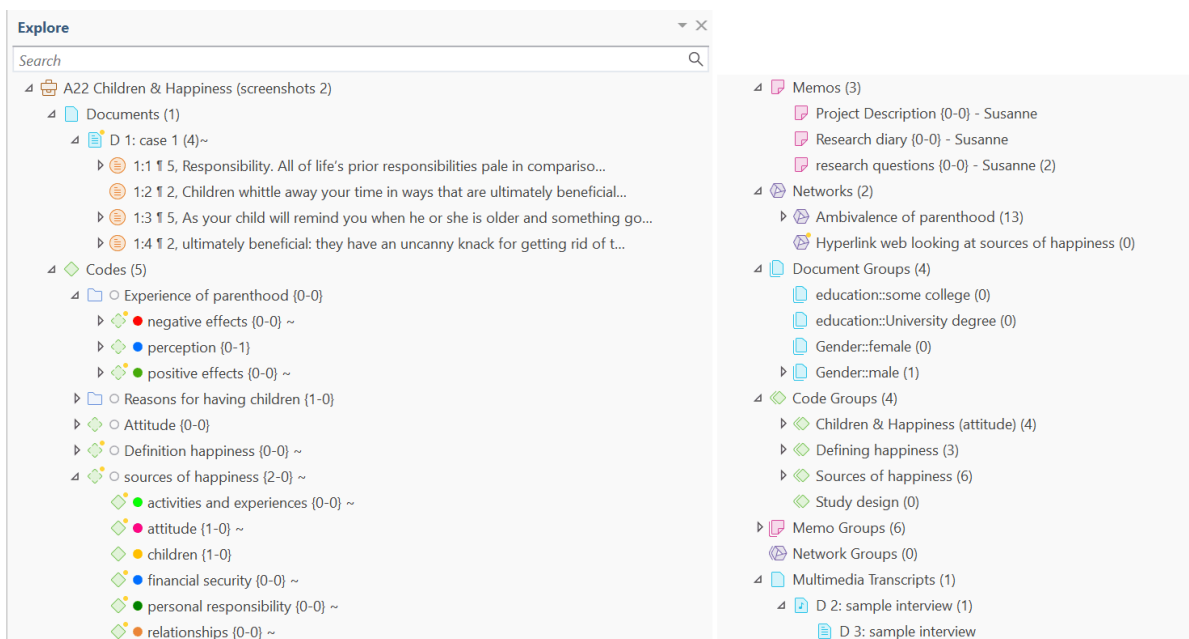 Explore
Search
A22 Children & Happiness (screenshots 2)
Documents (1)
D 1: case 1 (4)~
1:1 ¶ 5, Responsibility. All of life's prior responsibilities pale in compariso...
1:2 ¶ 2, Children whittle away your time in ways that are ultimately beneficial...
1:3 ¶ 5, As your child will remind you when he or she is older and something go...
1:4 ¶ 2, ultimately beneficial: they have an uncanny knack for getting rid of t...
Codes (5)
Experience of parenthood {0-0}
negative effects {0-0} ~
perception {0-1}
positive effects {0-0} ~
Reasons for having children {1-0}
Attitude {0-0}
Definition happiness {0-0} ~
sources of happiness {2-0} ~
activities and experiences {0-0} ~
attitude {1-0} ~
children {1-0}
financial security {0-0} ~
personal responsibility {0-0} ~
relationships {0-0} ~
Memos (3)
Project Description {0-0} - Susanne
Research diary {0-0} - Susanne
research questions {0-0} - Susanne (2)
Networks (2)
Ambivalence of parenthood (13)
Hyperlink web looking at sources of happiness (0)
Document Groups (4)
education::some college (0)
education::University degree (0)
Gender::female (0)
Gender::male (1)
Code Groups (4)
Children & Happiness (attitude) (4)
Defining happiness (3)
Sources of happiness (6)
Study design (0)
Memo Groups (6)
Network Groups (0)
Multimedia Transcripts (1)
D 2: sample interview (1)
D 3: sample interview